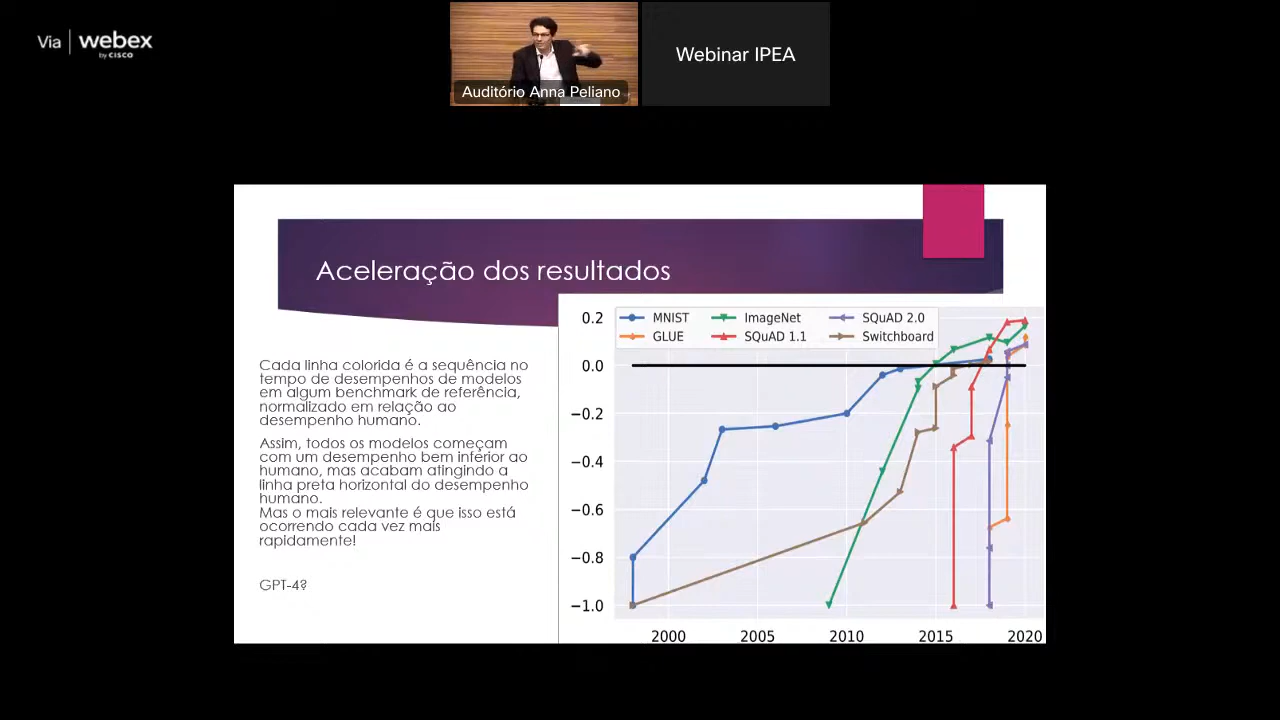 Via | webex
by CISCO
Auditório Anna Peliano
Webinar IPEA
Aceleração dos resultados
Cada linha colorida é a sequência no
tempo de desempenhos de modelos
em algum benchmark de referência,
normalizado em relação ao
desempenho humano.
Assim, todos os modelos começam
com um desempenho bem inferior ao
humano, mas acabam atingindo a
linha preta horizontal do desempenho
humano.
Mas o mais relevante é que isso está
ocorrendo cada vez mais
rapidamente!
GPT-4?
MNIST
ImageNet
SQuAD 2.0
GLUE
SQuAD 1.1
Switchboard
0.2
0.0
−0.2
−0.4
−0.6
−0.8
−1.0
2000 2005 2010 2015 2020